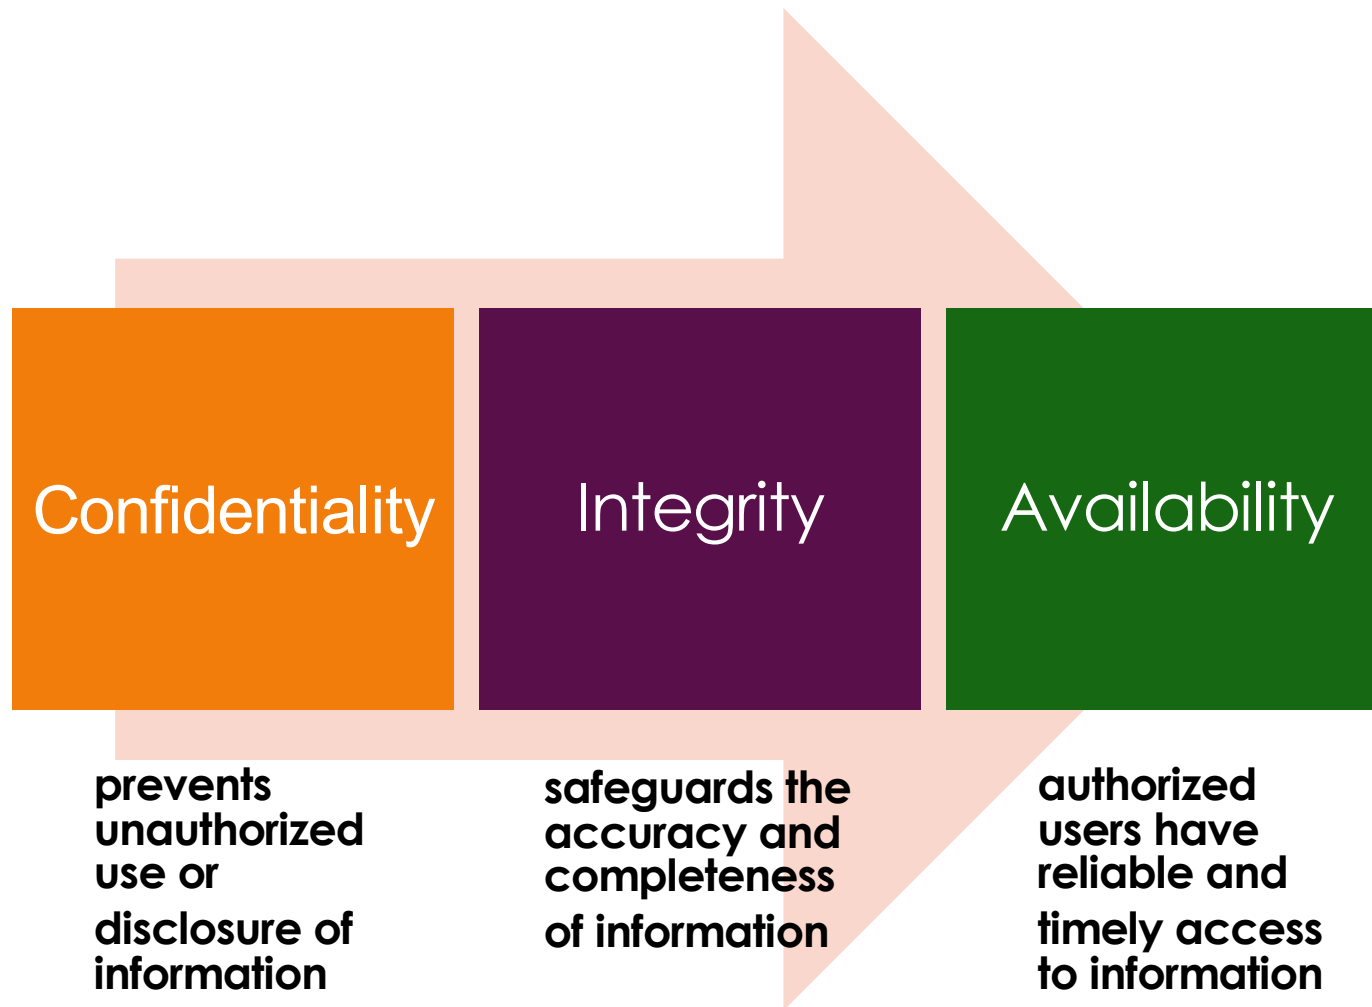 Confidentiality
Integrity
Availability
prevents
unauthorized
use or
disclosure of
information
safeguards the
accuracy and
completeness
of information
authorized
users have
reliable and
timely access
to information